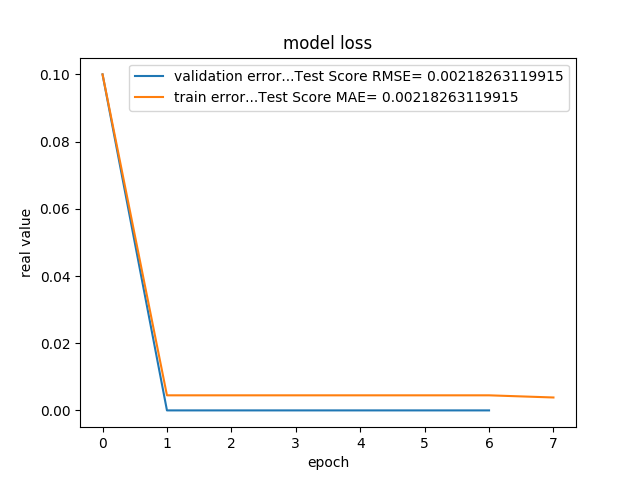 model loss
validation error...Test Score RMSE= 0.00218263119915
train error...Test Score MAE= 0.00218263119915
0.10
0.08
0.06
0.04
0.02
0.00
real value
0 1 2 3 4 5 6 7
epoch